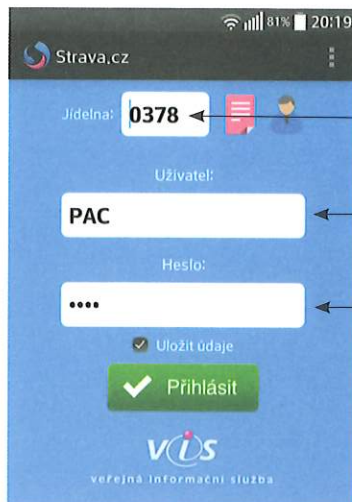 81% 20:19
Strava.cz
Jídelna: 0378
Uživatel:
PAC
Heslo:
••••
Uložit údaje
Přihlásit
VIS
veřejná informační služba